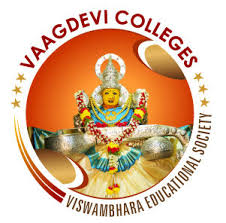 VAAGDEVI COLLEGES
VISWAMBHARA EDUCATIONAL SOCIETY